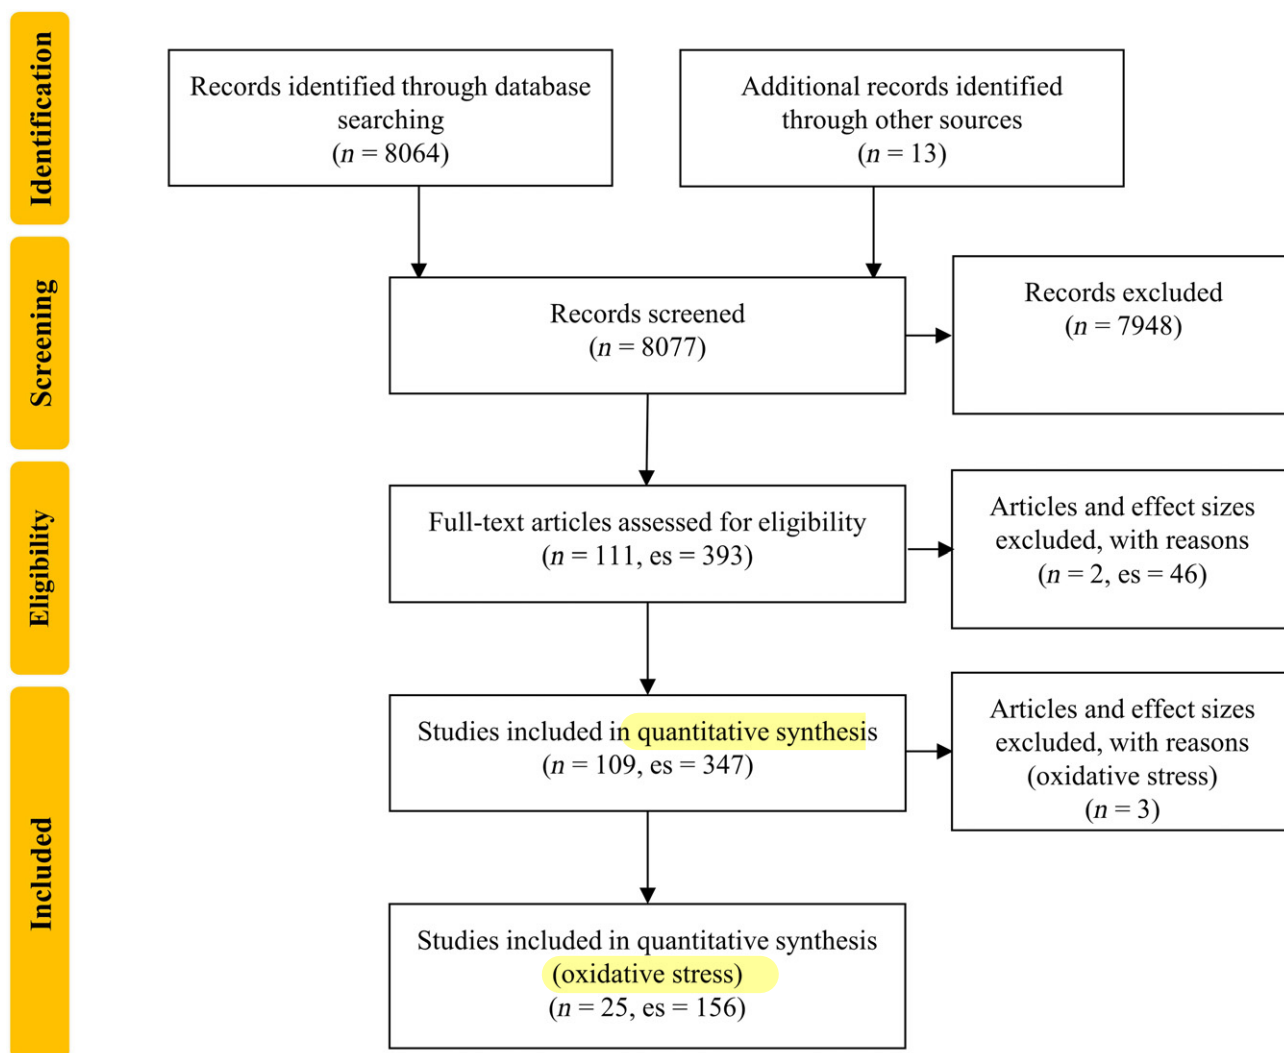 Identification
Records identified through database
searching
(n = 8064)
Additional records identified
through other sources
(n = 13)
Screening
Records screened
(n = 8077)
Records excluded
(n = 7948)
Eligibility
Full-text articles assessed for eligibility
(n = 111, es = 393)
Articles and effect sizes
excluded, with reasons
(n = 2, es = 46)
Included
Studies included in quantitative synthesis
(n = 109, es = 347)
Articles and effect sizes
excluded, with reasons
(oxidative stress)
(n = 3)
Studies included in quantitative synthesis
(oxidative stress)
(n = 25, es = 156)